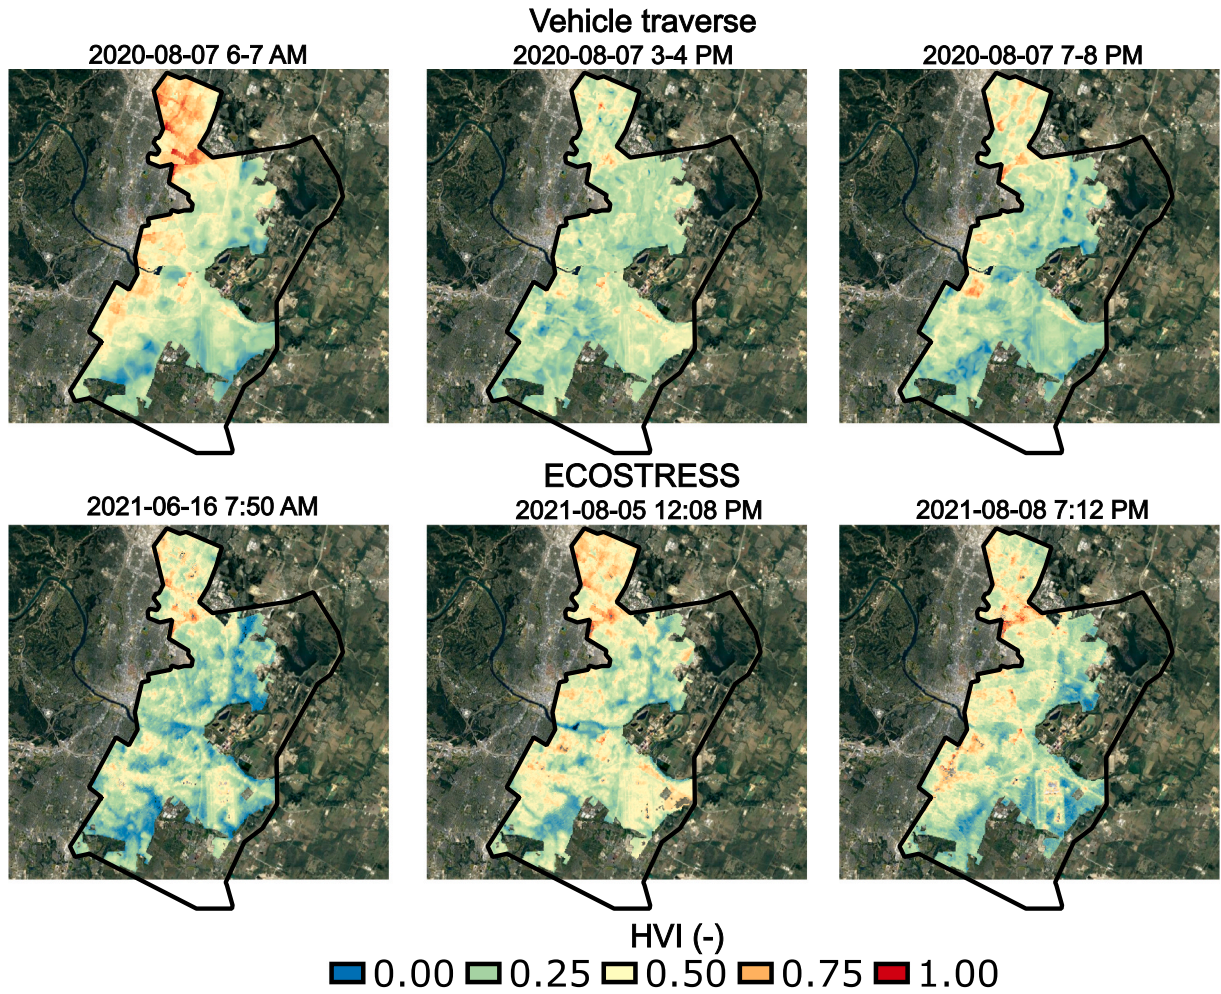 Vehicle traverse
2020-08-07 6-7 AM
2020-08-07 3-4 PM
2020-08-07 7-8 PM
ECOSTRESS
2021-06-16 7:50 AM
2021-08-05 12:08 PM
2021-08-08 7:12 PM
HVI (-)
0.00 0.25 0.50 0.75 1.00